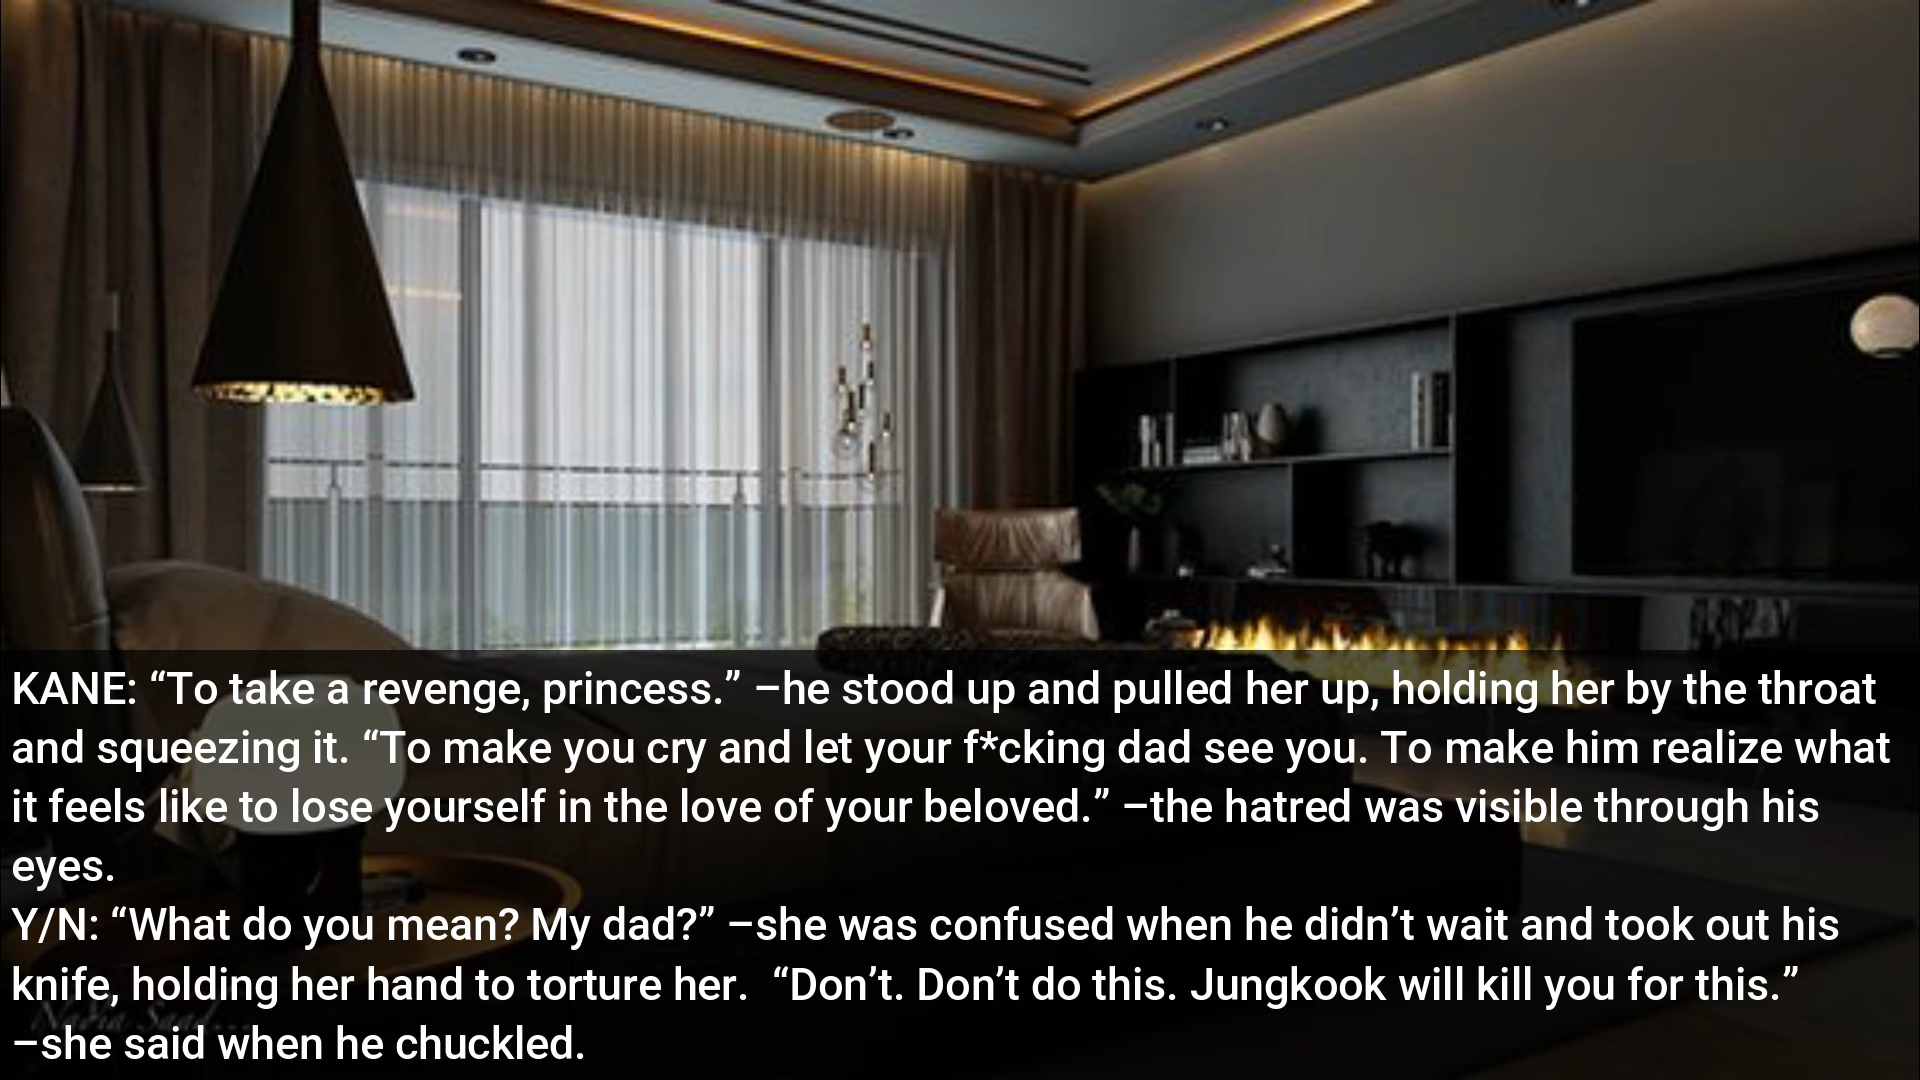 KANE: “To take a revenge, princess.” –he stood up and pulled her up, holding her by the throat
and squeezing it. “To make you cry and let your f*cking dad see you. To make him realize what
it feels like to lose yourself in the love of your beloved.” –the hatred was visible through his
eyes.
Y/N: “What do you mean? My dad?” –she was confused when he didn’t wait and took out his
knife, holding her hand to torture her.  “Don’t. Don’t do this. Jungkook will kill you for this.”
–she said when he chuckled.